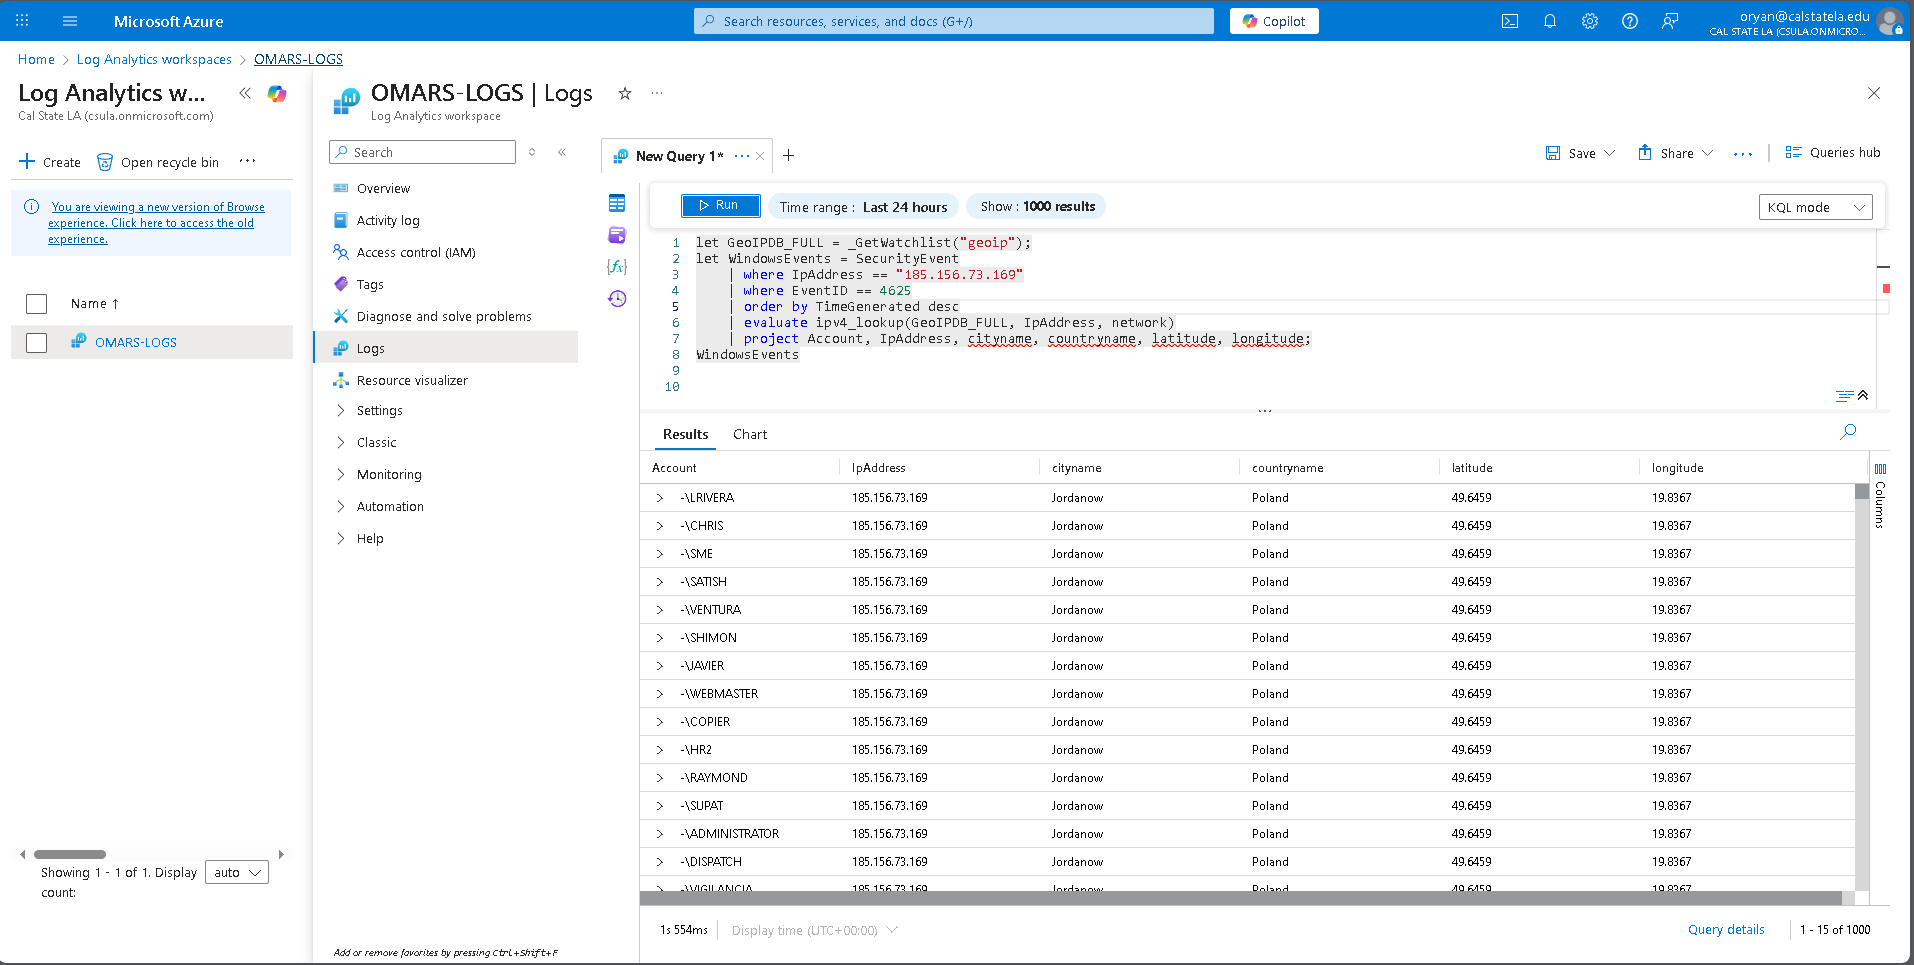 Microsoft Azure
Search resources, services, and docs (G+/)
Copilot
oryan@calstatela.edu
CAL STATE LA (CSULA.ONMICRO...
Home > Log Analytics workspaces > OMARS-LOGS
Log Analytics w...
Cal State LA (csula.onmicrosoft.com)
Create
Open recycle bin
...
You are viewing a new version of Browse
experience. Click here to access the old
experience.
Name ↑
OMARS-LOGS
Showing 1 - 1 of 1. Display
count:
auto
OMARS-LOGS | Logs
Log Analytics workspace
Search
Overview
Activity log
Access control (IAM)
Tags
Diagnose and solve problems
Logs
Resource visualizer
Settings
Classic
Monitoring
Automation
Help
Add or remove favorites by pressing Ctrl+Shift+F
New Query 1*
Save
Share
Queries hub
Run
Time range : Last 24 hours
Show : 1000 results
KQL mode
1 let GeoIPDB_FULL = _GetWatchlist("geoip");
2 let WindowsEvents = SecurityEvent
3 | where IpAddress == "185.156.73.169"
4 | where EventID == 4625
5 | order by TimeGenerated desc
6 | evaluate ipv4_lookup(GeoIPDB_FULL, IpAddress, network)
7 | project Account, IpAddress, cityname, countryname, latitude, longitude;
8 WindowsEvents
9
10
Results Chart
Account IpAddress cityname countryname latitude longitude
-\LRIVERA 185.156.73.169 Jordanow Poland 49.6459 19.8367
-\CHRIS 185.156.73.169 Jordanow Poland 49.6459 19.8367
-\SME 185.156.73.169 Jordanow Poland 49.6459 19.8367
-\SATISH 185.156.73.169 Jordanow Poland 49.6459 19.8367
-\VENTURA 185.156.73.169 Jordanow Poland 49.6459 19.8367
-\SHIMON 185.156.73.169 Jordanow Poland 49.6459 19.8367
-\JAVIER 185.156.73.169 Jordanow Poland 49.6459 19.8367
-\WEBMASTER 185.156.73.169 Jordanow Poland 49.6459 19.8367
-\COPIER 185.156.73.169 Jordanow Poland 49.6459 19.8367
-\HR2 185.156.73.169 Jordanow Poland 49.6459 19.8367
-\RAYMOND 185.156.73.169 Jordanow Poland 49.6459 19.8367
-\SUPAT 185.156.73.169 Jordanow Poland 49.6459 19.8367
-\ADMINISTRATOR 185.156.73.169 Jordanow Poland 49.6459 19.8367
-\DISPATCH 185.156.73.169 Jordanow Poland 49.6459 19.8367
-\VIGILANCIA 185.156.73.169 Jordanow Poland 49.6459 19.8367
Columns
1s 554ms
Display time (UTC+00:00)
Query details
1 - 15 of 1000